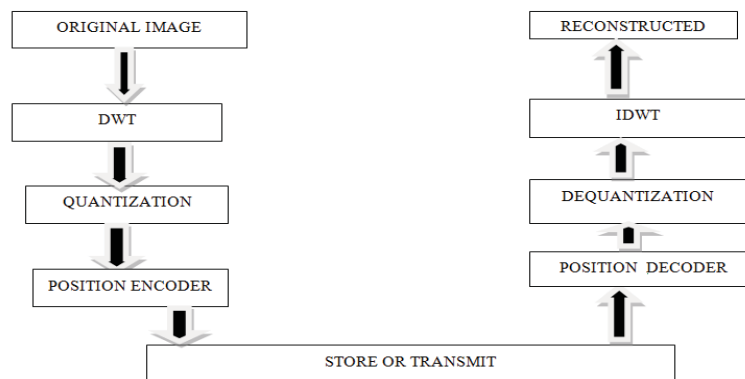 ORIGINAL IMAGE
DWT
QUANTIZATION
POSITION ENCODER
STORE OR TRANSMIT
POSITION DECODER
DEQUANTIZATION
IDWT
RECONSTRUCTED